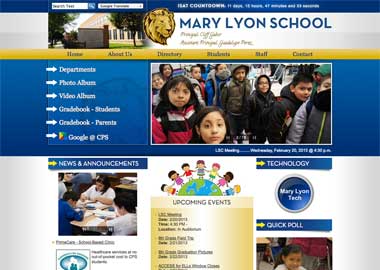 Search Text
Google Translate
ISAT COUNTDOWN: 11 days, 15 hours, 47 minutes and 33 seconds
MARY LYON SCHOOL
Principal, Cliff Gabor
Assistant Principal, Guadalupe Perez
Home
About
Directory
Students
Staff
Contact
Departments
Photo Album
Video Album
Gradebook - Students
Gradebook - Parents
Google @ CPS
LSC Meeting........Wednesday, February 20, 2013 @ 4:30 p.m.
NEWS & ANNOUNCEMENTS
PrimeCare - School-Based Clinic
Healthcare services at no out-of-pocket cost to CPS students
UPCOMING EVENTS
LSC Meeting
Date: 2/20/2013
Time: 4:30 PM -
Location: In Auditorium
8th Grade Field Trip
Date: 2/21/2013
8th Grade Graduation Pictures
Date: 2/22/2013
ACCESS for ELLs Window Closes
TECHNOLOGY
Mary Lyon
Tech
QUICK POLL